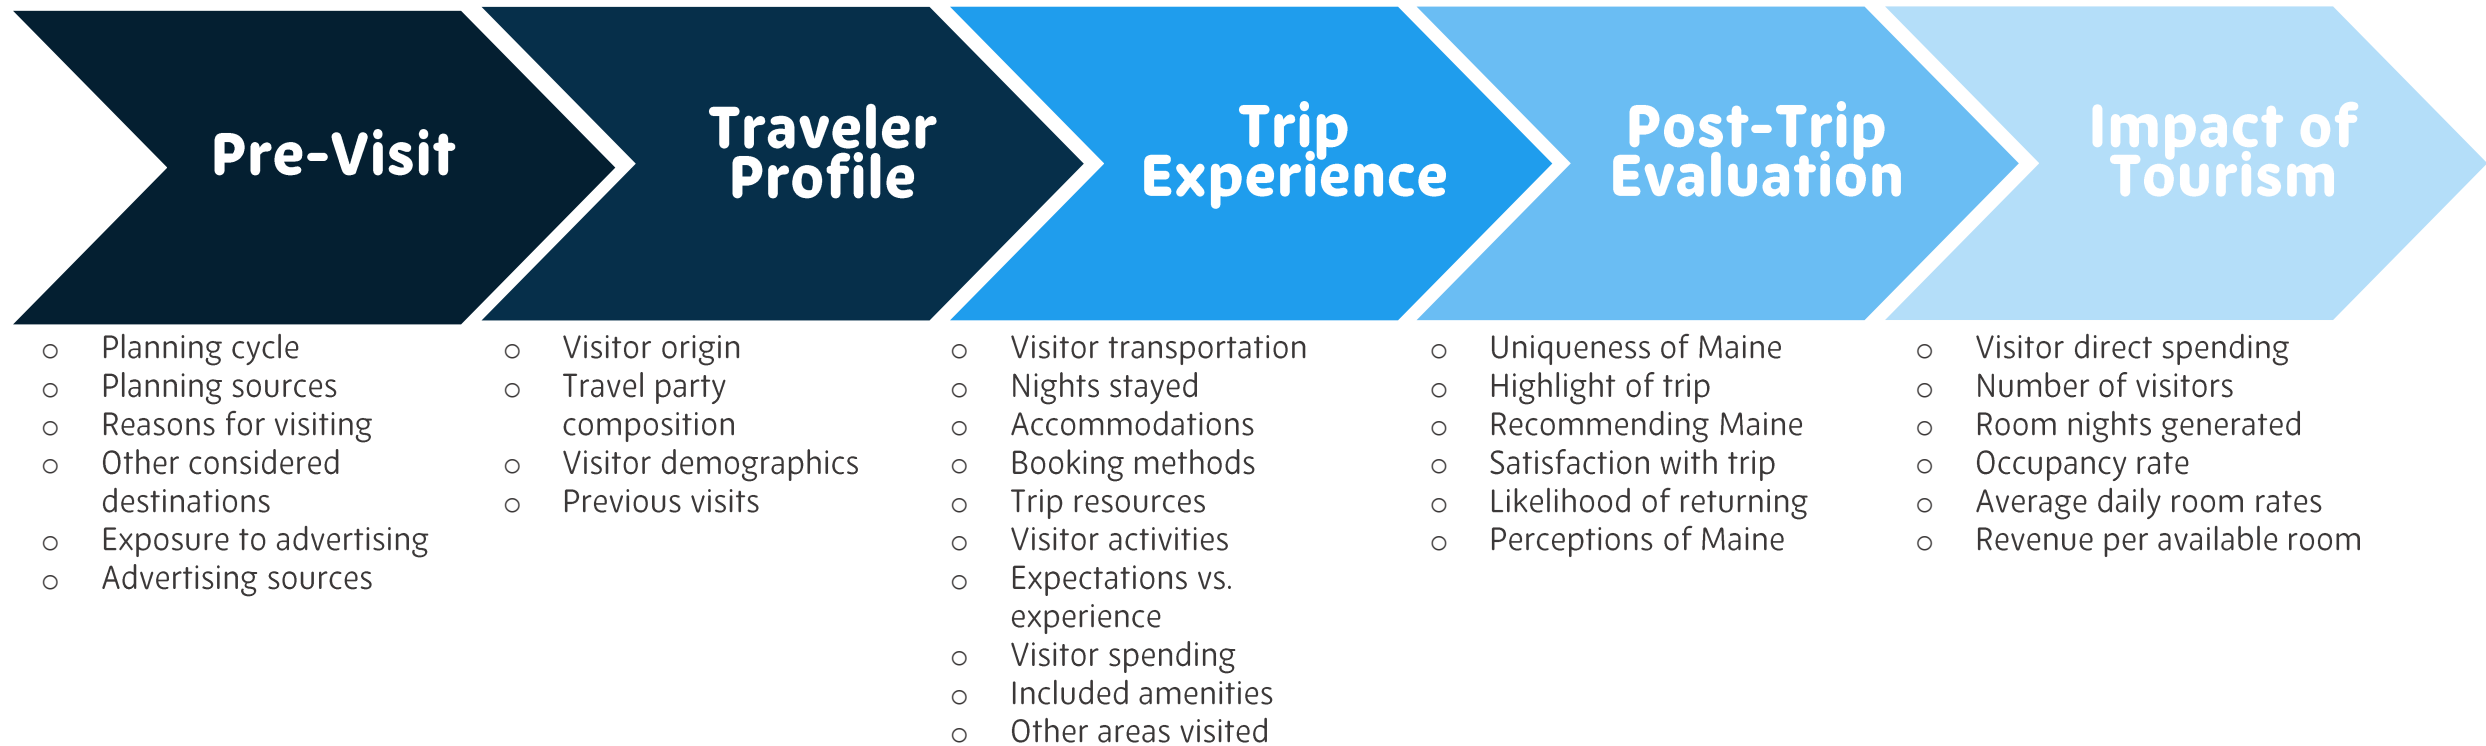 Pre-Visit
○ Planning cycle
○ Planning sources
○ Reasons for visiting
○ Other considered
destinations
○ Exposure to advertising
○ Advertising sources
Traveler
Profile
○ Visitor origin
○ Travel party
composition
○ Visitor demographics
○ Previous visits
Trip
Experience
○ Visitor transportation
○ Nights stayed
○ Accommodations
○ Booking methods
○ Trip resources
○ Visitor activities
○ Expectations vs.
experience
○ Visitor spending
○ Included amenities
○ Other areas visited
Post-Trip
Evaluation
○ Uniqueness of Maine
○ Highlight of trip
○ Recommending Maine
○ Satisfaction with trip
○ Likelihood of returning
○ Perceptions of Maine
Impact of
Tourism
○ Visitor direct spending
○ Number of visitors
○ Room nights generated
○ Occupancy rate
○ Average daily room rates
○ Revenue per available room